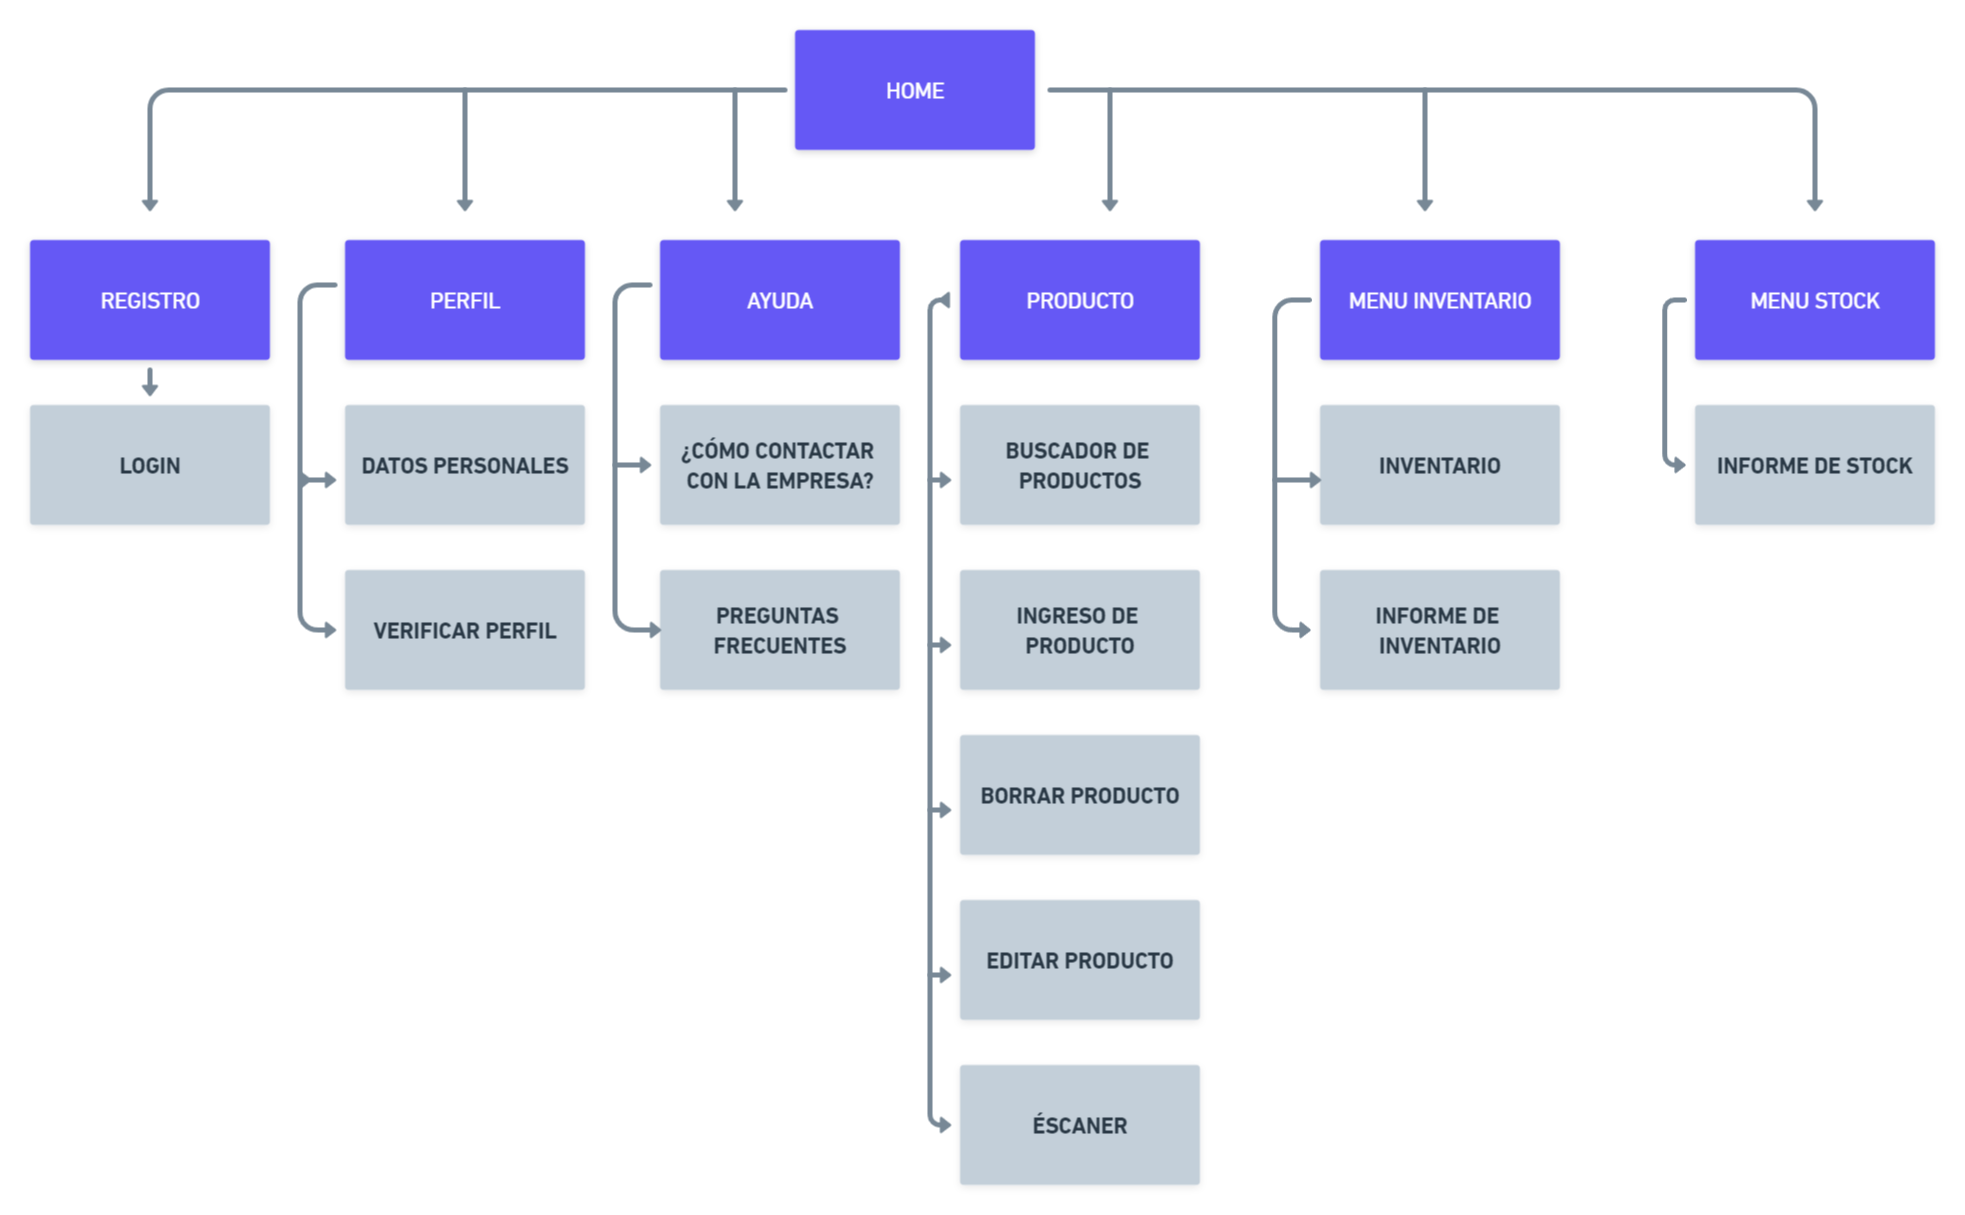 HOME
REGISTRO
PERFIL
AYUDA
PRODUCTO
MENU INVENTARIO
MENU STOCK
LOGIN
DATOS PERSONALES
¿CÓMO CONTACTAR
CON LA EMPRESA?
BUSCADOR DE
PRODUCTOS
INVENTARIO
INFORME DE STOCK
VERIFICAR PERFIL
PREGUNTAS
FRECUENTES
INGRESO DE
PRODUCTO
INFORME DE
INVENTARIO
BORRAR PRODUCTO
EDITAR PRODUCTO
ÉSCANER